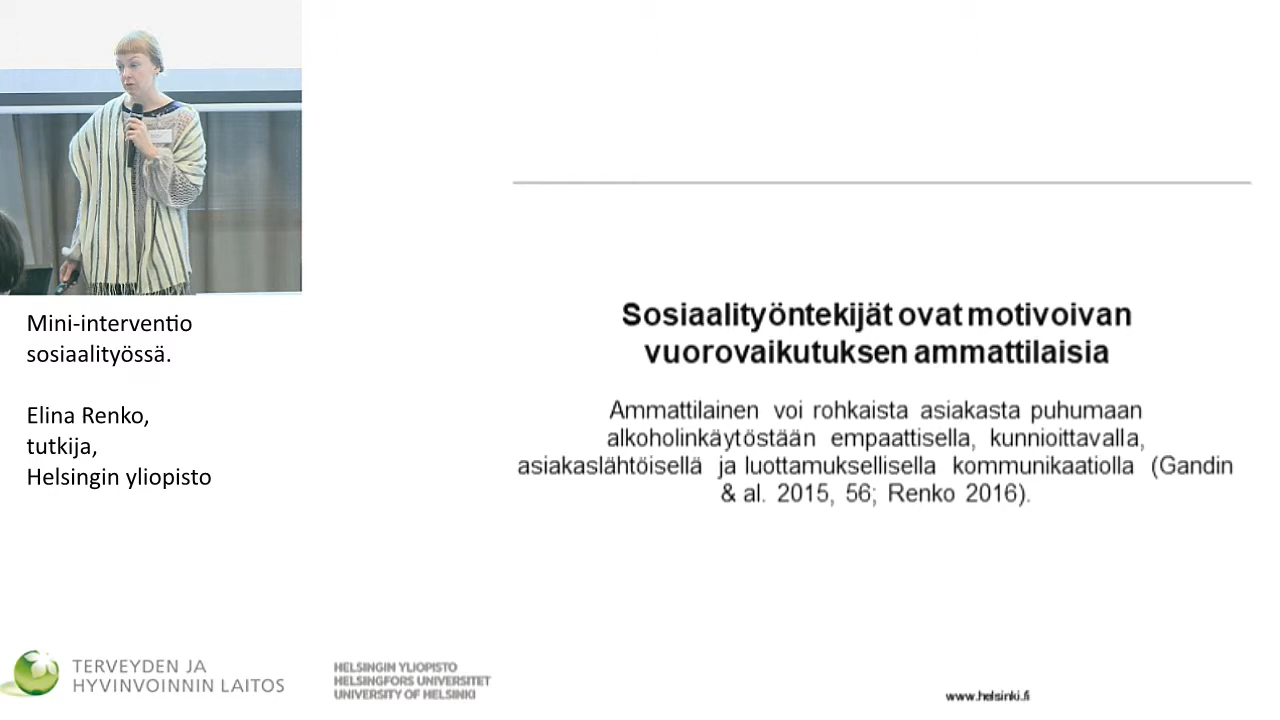 Mini-interventio
sosiaalityössä.
Elina Renko,
tutkija,
Helsingin yliopisto
Sosiaalityöntekijät ovat motivoivan
vuorovaikutuksen ammattilaisia
Ammattilainen voi rohkaista asiakasta puhumaan
alkoholinkäytöstään empaattisella, kunnioittavalla,
asiakaslähtöisellä ja luottamuksellisella kommunikaatiolla (Gandin
& al. 2015, 56; Renko 2016).
TERVEYDEN JA
HYVINVOINNIN LAITOS
HELSINGIN YLIOPISTO
HELSINGFORS UNIVERSITET
UNIVERSITY OF HELSINKI
www.helsinki.fi